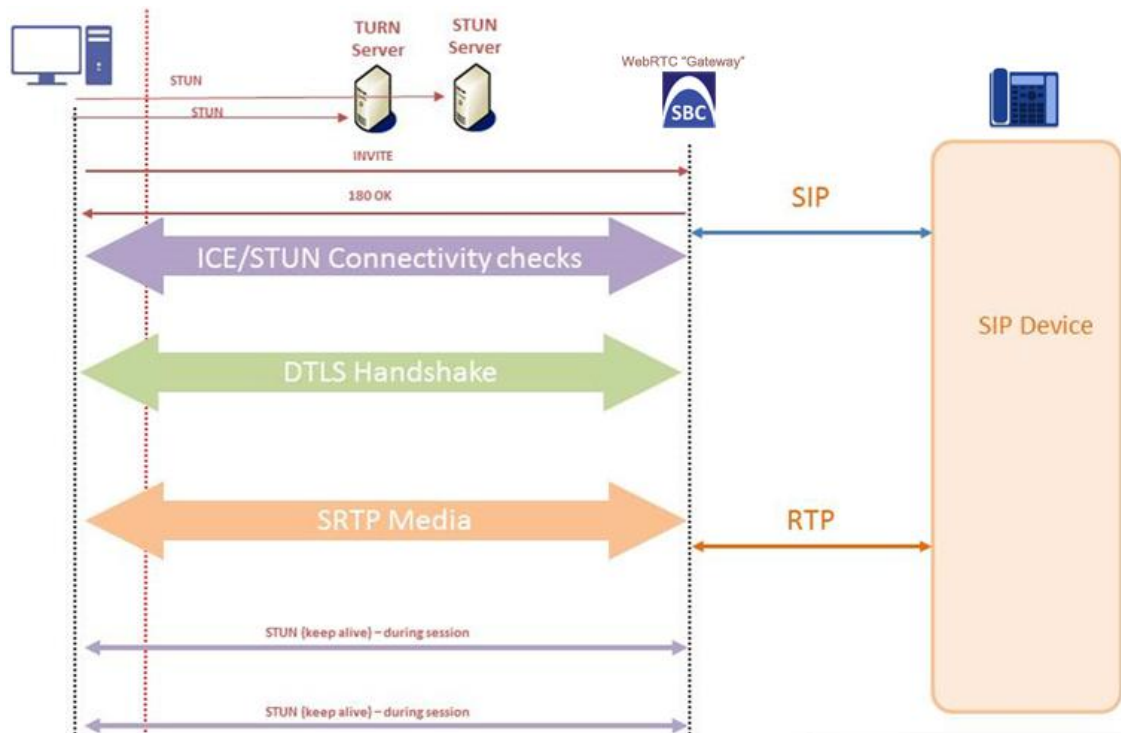 TURN
Server
STUN
Server
WebRTC "Gateway"
SBC
STUN
STUN
INVITE
180 OK
SIP
ICE/STUN Connectivity checks
SIP Device
DTLS Handshake
SRTP Media
RTP
STUN (keep alive) – during session
STUN (keep alive) – during session